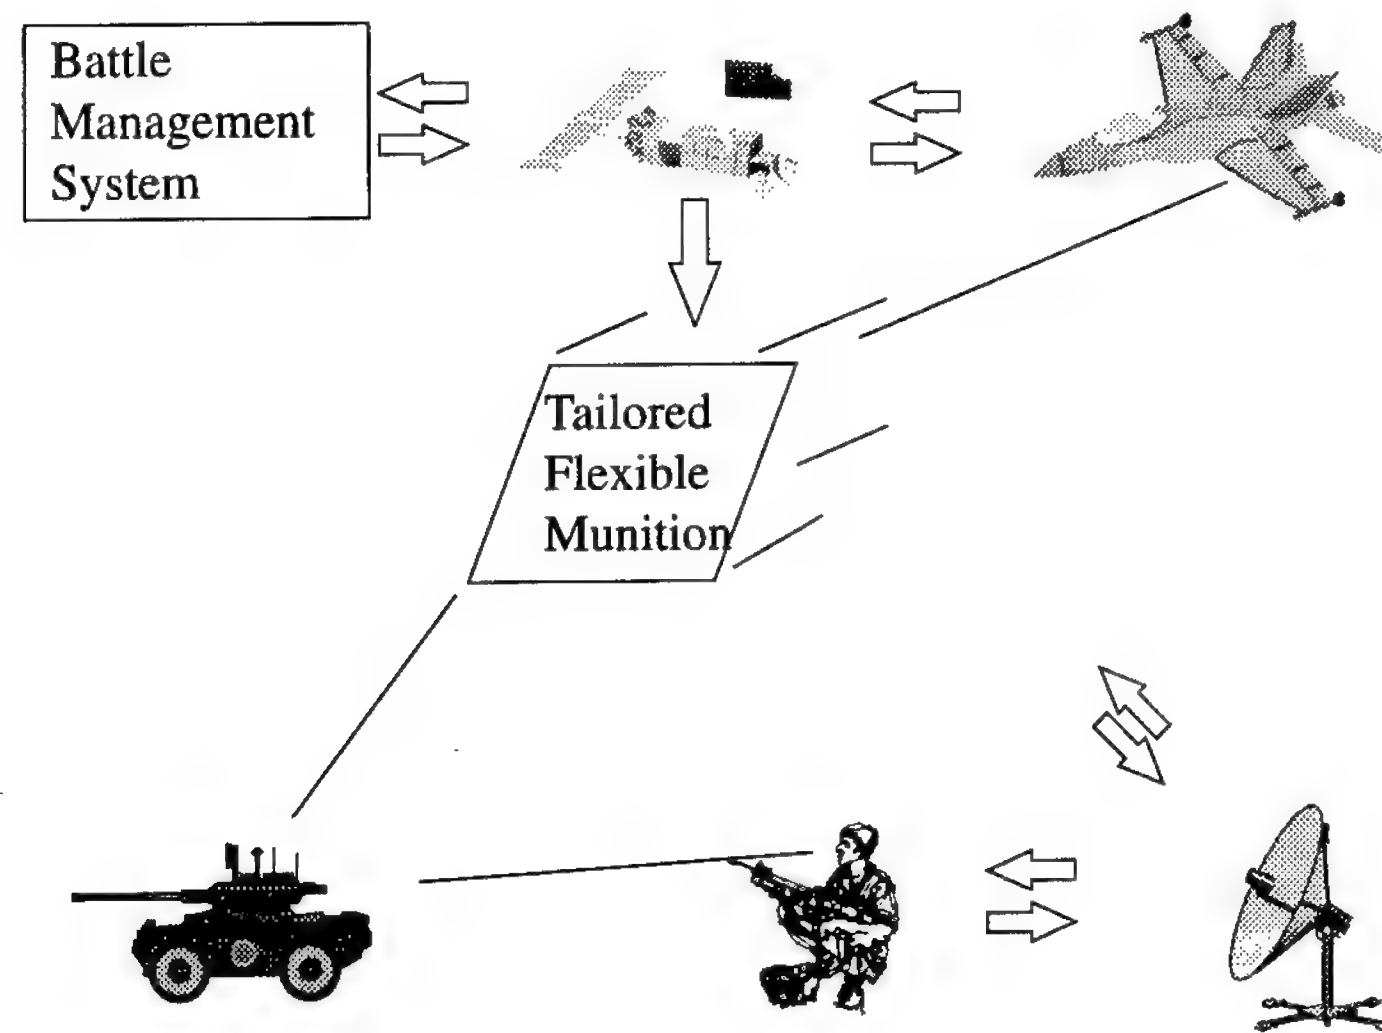 Battle
Management
System
Tailored
Flexible
Munition